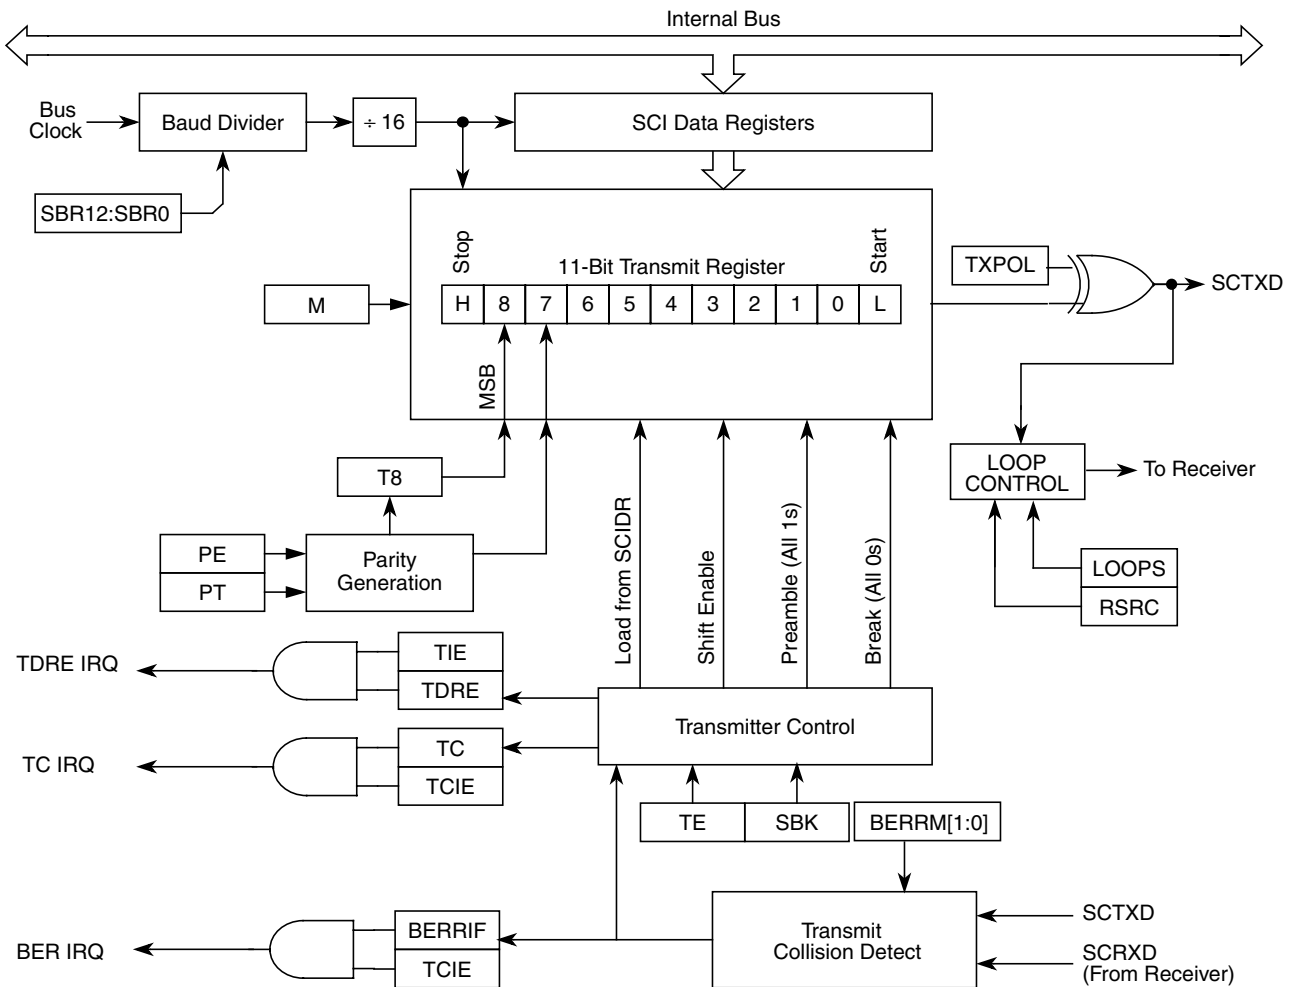 Internal Bus
Bus
Clock
Baud Divider
÷ 16
SCI Data Registers
SBR12:SBR0
Stop
11-Bit Transmit Register
Start
TXPOL
SCTXD
M
H 8 7 6 5 4 3 2 1 0 L
MSB
T8
LOOP
CONTROL
To Receiver
PE
PT
Parity
Generation
LOOPS
RSRC
Load from SCIDR
Shift Enable
Preamble (All 1s)
Break (All 0s)
TDRE IRQ
TIE
TDRE
Transmitter Control
TC IRQ
TC
TCIE
TE
SBK
BERRM[1:0]
BER IRQ
BERRIF
TCIE
Transmit
Collision Detect
SCTXD
SCRXD
(From Receiver)